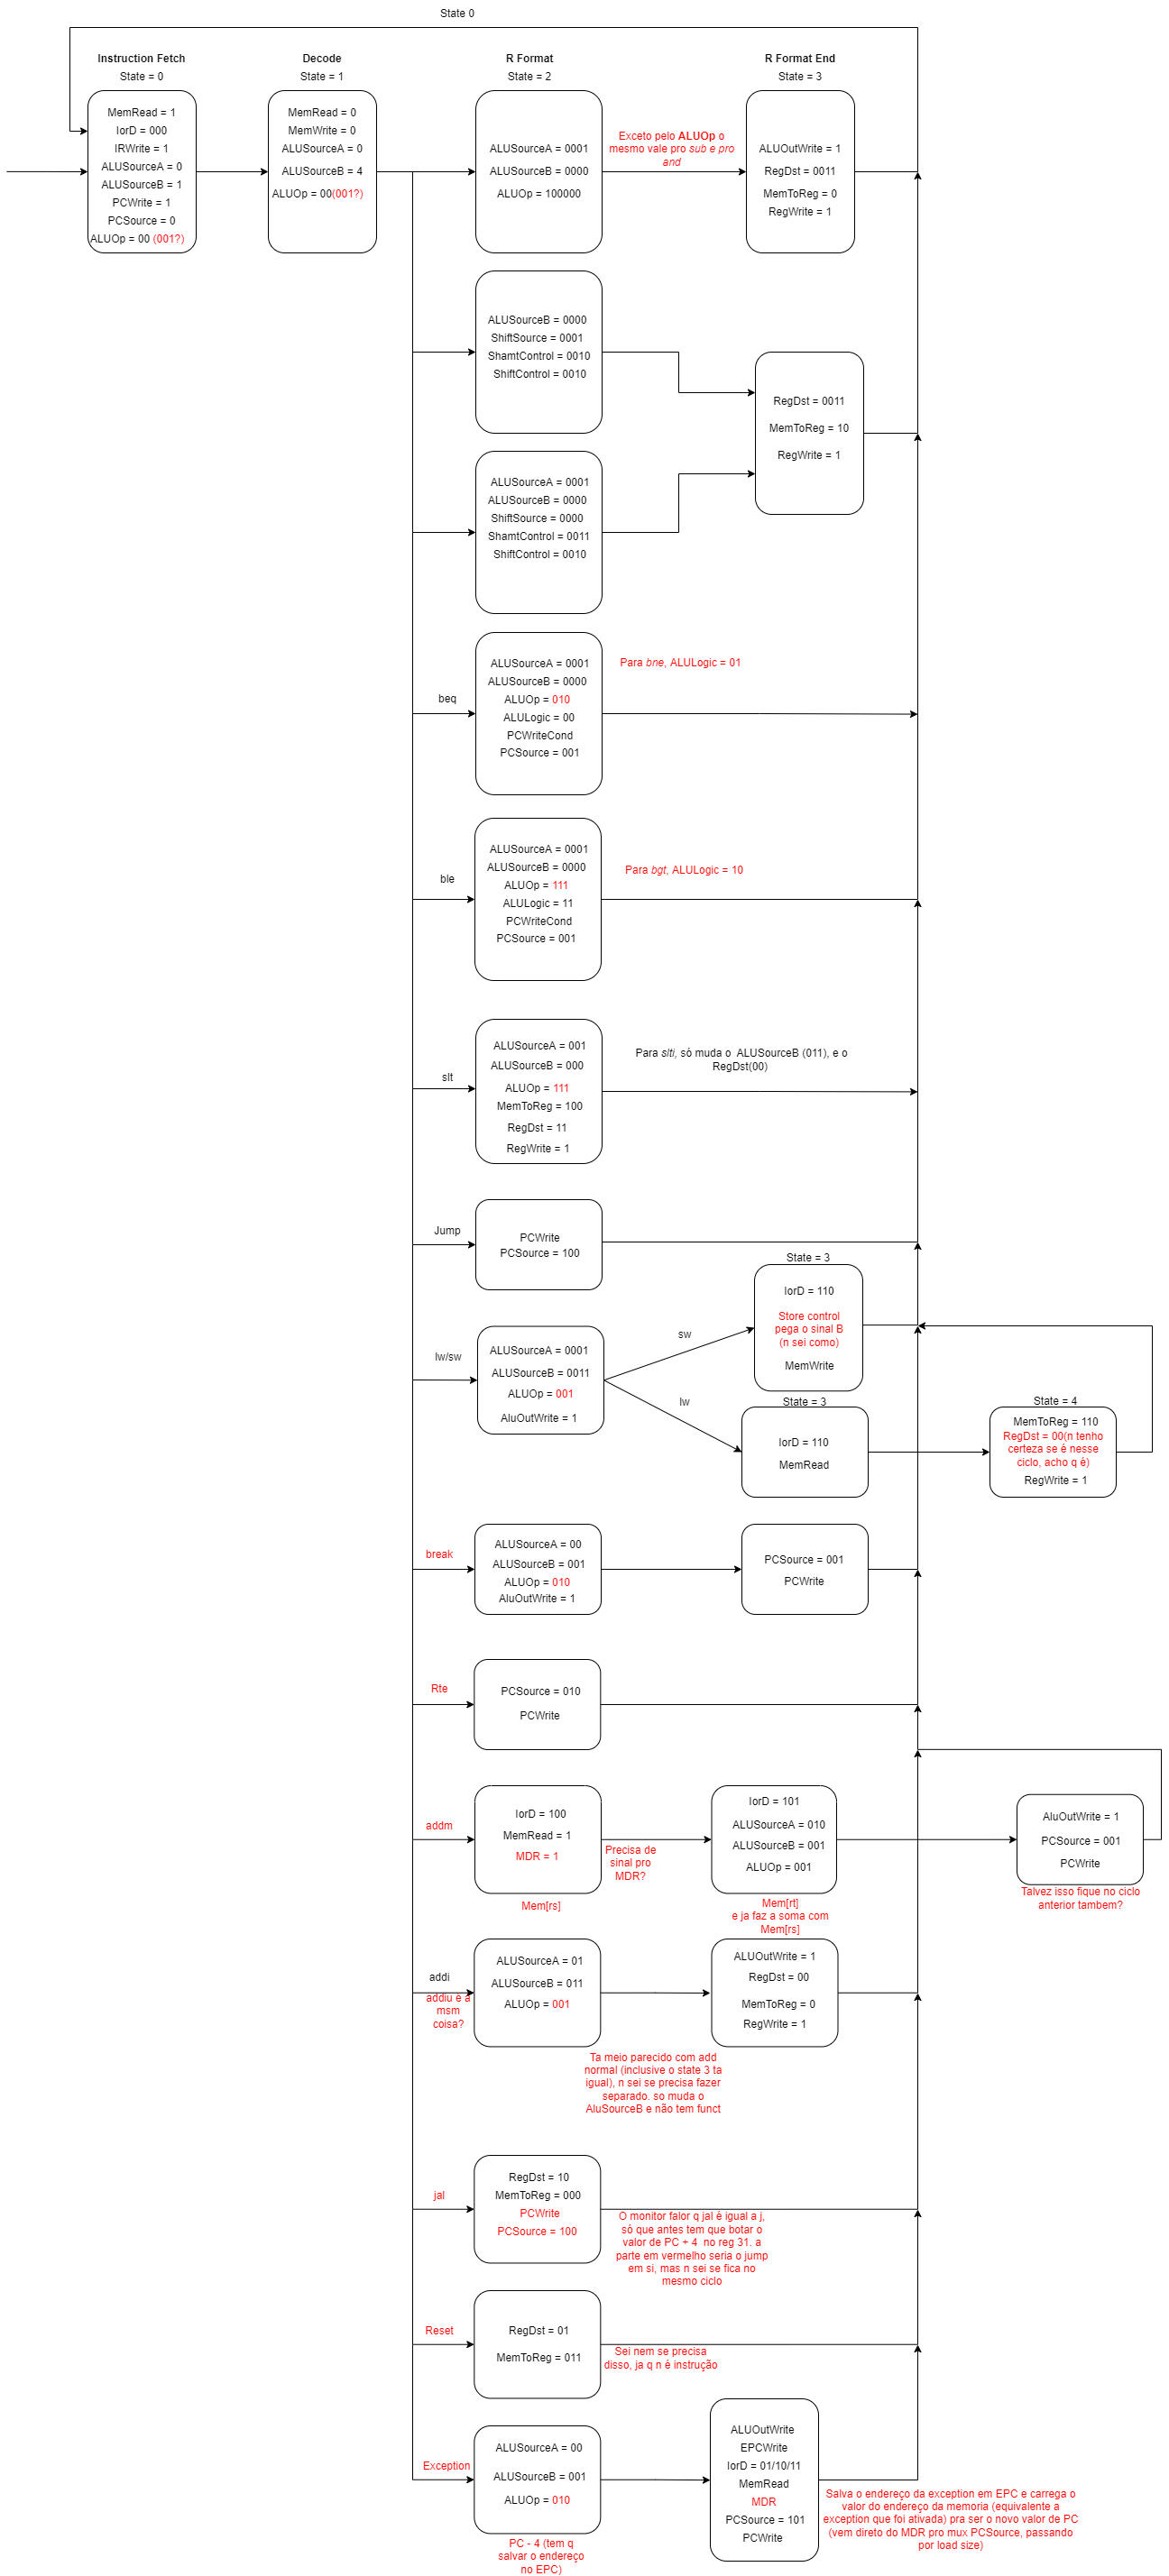 State 0
Instruction Fetch
State = 0
Decode
State = 1
R Format
State = 2
R Format End
State = 3
MemRead = 1
IorD = 000
IRWrite = 1
ALUSourceA = 0
ALUSourceB = 1
PCWrite = 1
PCSource = 0
ALUOp = 00 (001?)
MemRead = 0
MemWrite = 0
ALUSourceA = 0
ALUSourceB = 4
ALUOp = 00(001?)
ALUSourceA = 0001
ALUSourceB = 0000
ALUOp = 100000
Exceto pelo ALUOp o
mesmo vale pro sub e pro
and
ALUOutWrite = 1
RegDst = 0011
MemToReg = 0
RegWrite = 1
ALUSourceB = 0000
ShiftSource = 0001
ShamtControl = 0010
ShiftControl = 0010
RegDst = 0011
MemToReg = 10
RegWrite = 1
ALUSourceA = 0001
ALUSourceB = 0000
ShiftSource = 0000
ShamtControl = 0011
ShiftControl = 0010
beq
ALUSourceA = 0001
ALUSourceB = 0000
ALUOp = 010
ALULogic = 00
PCWriteCond
PCSource = 001
Para bne, ALULogic = 01
ble
ALUSourceA = 0001
ALUSourceB = 0000
ALUOp = 111
ALULogic = 11
PCWriteCond
PCSource = 001
Para bgt, ALULogic = 10
slt
ALUSourceA = 001
ALUSourceB = 000
ALUOp = 111
MemToReg = 100
RegDst = 11
RegWrite = 1
Para slti, só muda o ALUSourceB (011), e o
RegDst(00)
Jump
PCWrite
PCSource = 100
lw/sw
ALUSourceA = 0001
ALUSourceB = 0011
ALUOp = 001
AluOutWrite = 1
sw
lw
State = 3
IorD = 110
Store control
pega o sinal B
(n sei como)
MemWrite
State = 3
IorD = 110
MemRead
State = 4
MemToReg = 110
RegDst = 00(n tenho
certeza se é nesse
ciclo, acho q é)
RegWrite = 1
break
ALUSourceA = 00
ALUSourceB = 001
ALUOp = 010
AluOutWrite = 1
PCSource = 001
PCWrite
Rte
PCSource = 010
PCWrite
addm
IorD = 100
MemRead = 1
MDR = 1
Mem[rs]
Precisa de
sinal pro
MDR?
IorD = 101
ALUSourceA = 010
ALUSourceB = 001
ALUOp = 001
Mem[rt]
e ja faz a soma com
Mem[rs]
AluOutWrite = 1
PCSource = 001
PCWrite
Talvez isso fique no ciclo
anterior tambem?
addi
addiu e a
msm
coisa?
ALUSourceA = 01
ALUSourceB = 011
ALUOp = 001
ALUOutWrite = 1
RegDst = 00
MemToReg = 0
RegWrite = 1
Ta meio parecido com add
normal (inclusive o state 3 ta
igual), n sei se precisa fazer
separado. so muda o
AluSourceB e não tem funct
jal
RegDst = 10
MemToReg = 000
PCWrite
PCSource = 100
O monitor falor q jal é igual a j,
só que antes tem que botar o
valor de PC + 4 no reg 31. a
parte em vermelho seria o jump
em si, mas n sei se fica no
mesmo ciclo
Reset
RegDst = 01
MemToReg = 011
Sei nem se precisa
disso, ja q n é instrução
Exception
ALUSourceA = 00
ALUSourceB = 001
ALUOp = 010
PC - 4 (tem q
salvar o endereço
no EPC)
ALUOutWrite
EPCWrite
IorD = 01/10/11
MemRead
MDR
PCSource = 101
PCWrite
Salva o endereço da exception em EPC e carrega o
valor do endereço da memoria (equivalente a
exception que foi ativada) pra ser o novo valor de PC
(vem direto do MDR pro mux PCSource, passando
por load size)